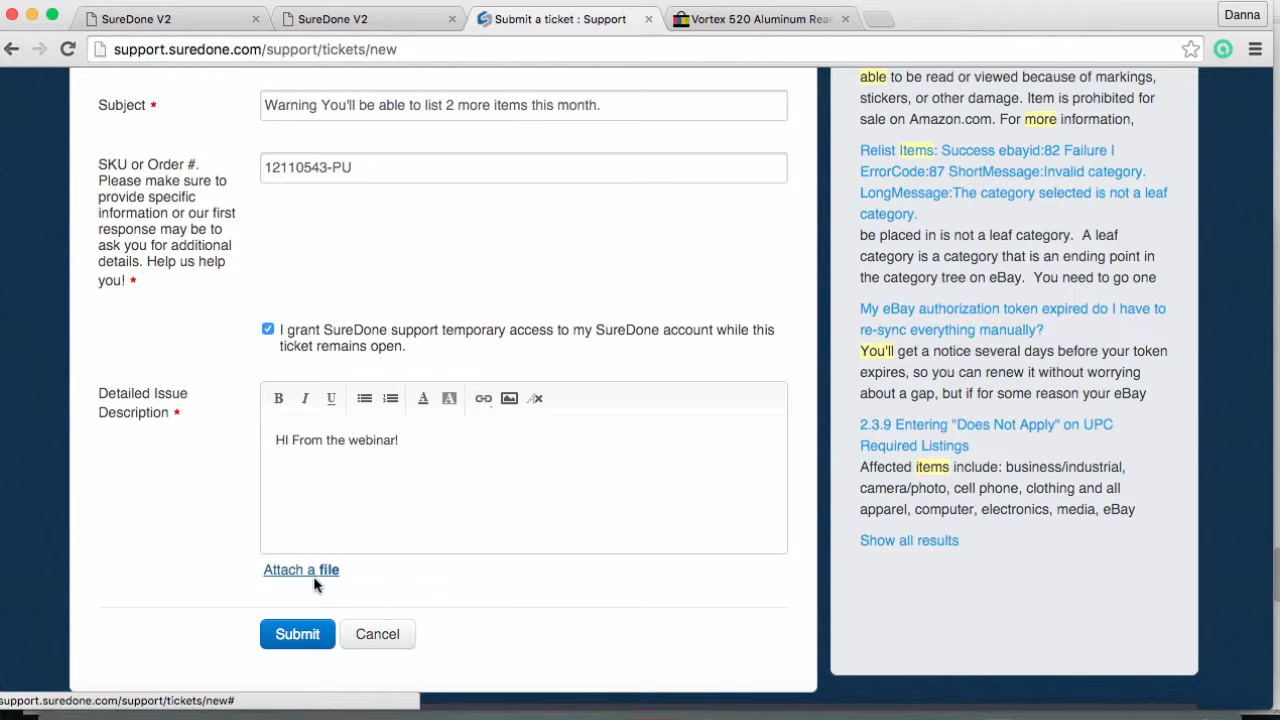 SureDone V2
SureDone V2
Submit a ticket : Support
Vortex 520 Aluminum Rear
Danna
support.suredone.com/support/tickets/new
Subject *
Warning You'll be able to list 2 more items this month.
SKU or Order #.
Please make sure to
provide specific
information or our first
response may be to
ask you for additional
details. Help us help
you! *
12110543-PU
I grant SureDone support temporary access to my SureDone account while this
ticket remains open.
Detailed Issue
Description *
B I U A A
HI From the webinar!
Attach a file
Submit
Cancel
able to be read or viewed because of markings,
stickers, or other damage. Item is prohibited for
sale on Amazon.com. For more information,
Relist Items: Success ebayid:82 Failure I
ErrorCode:87 ShortMessage:Invalid category.
LongMessage:The category selected is not a leaf
category.
be placed in is not a leaf category. A leaf
category is a category that is an ending point in
the category tree on eBay. You need to go one
My eBay authorization token expired do I have to
re-sync everything manually?
You'll get a notice several days before your token
expires, so you can renew it without worrying
about a gap, but if for some reason your eBay
2.3.9 Entering "Does Not Apply" on UPC
Required Listings
Affected items include: business/industrial,
camera/photo, cell phone, clothing and all
apparel, computer, electronics, media, eBay
Show all results
support.suredone.com/support/tickets/new#